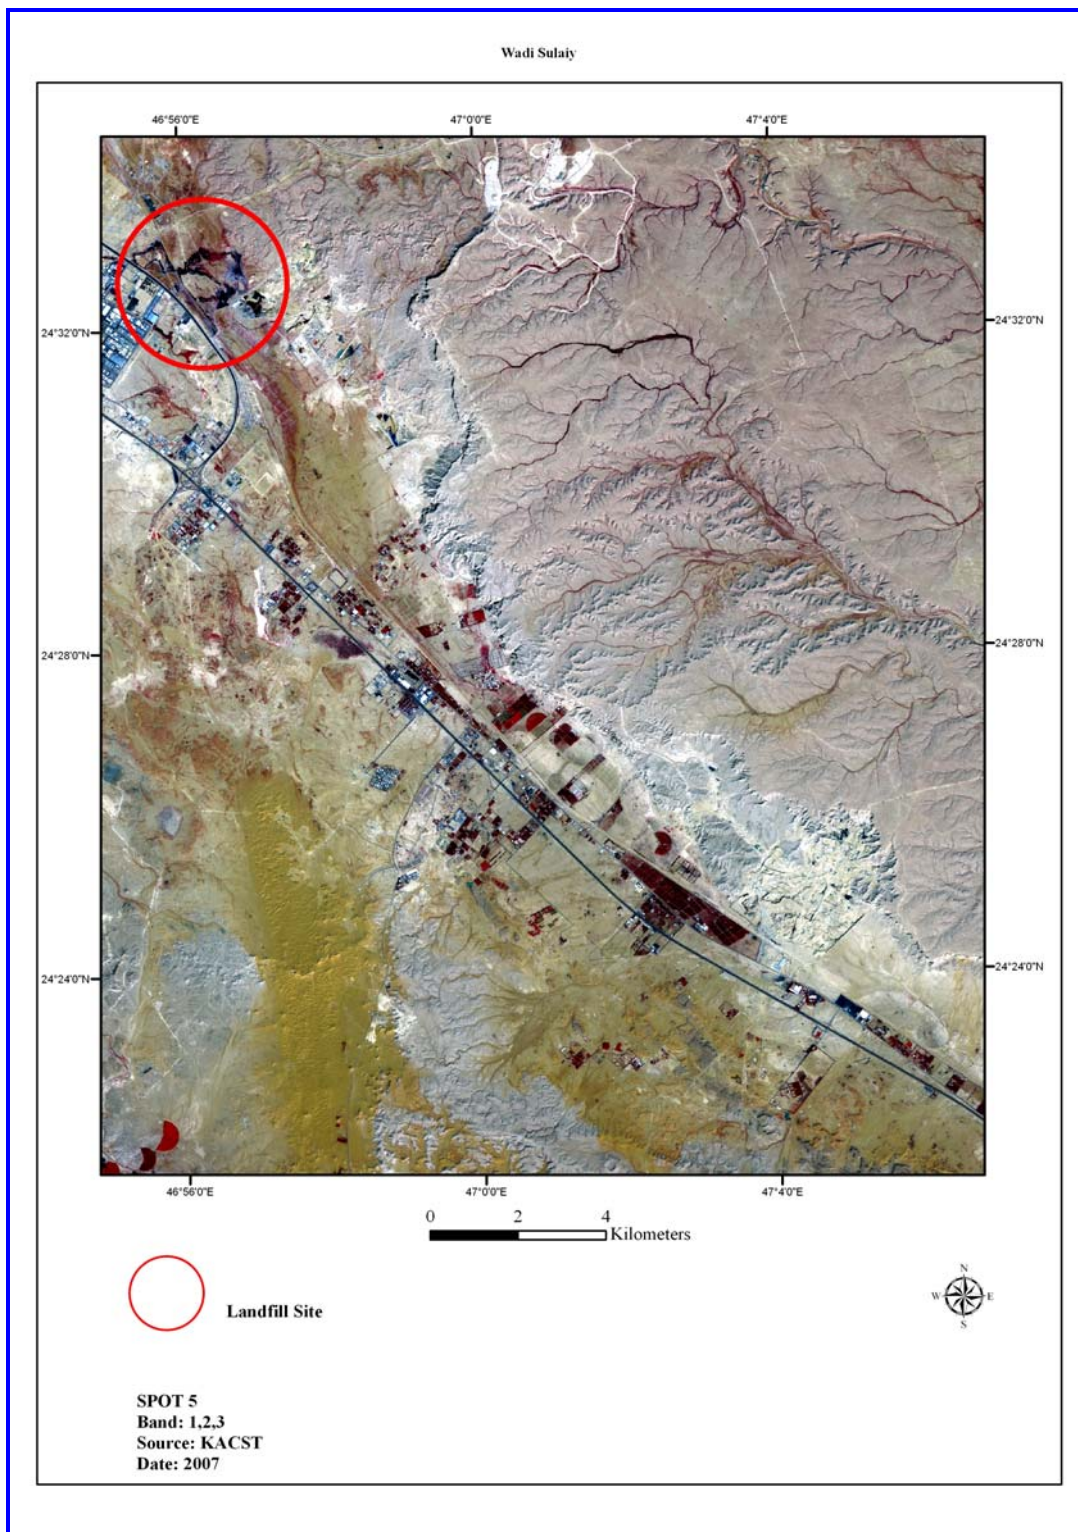 Wadi Sulaiy
46°56'0"E 47°0'0"E 47°4'0"E
24°32'0"N 24°32'0"N
24°28'0"N 24°28'0"N
24°24'0"N 24°24'0"N
46°56'0"E 47°0'0"E 47°4'0"E
0 2 4
Kilometers
Landfill Site
N
W E
S
SPOT 5
Band: 1,2,3
Source: KACST
Date: 2007